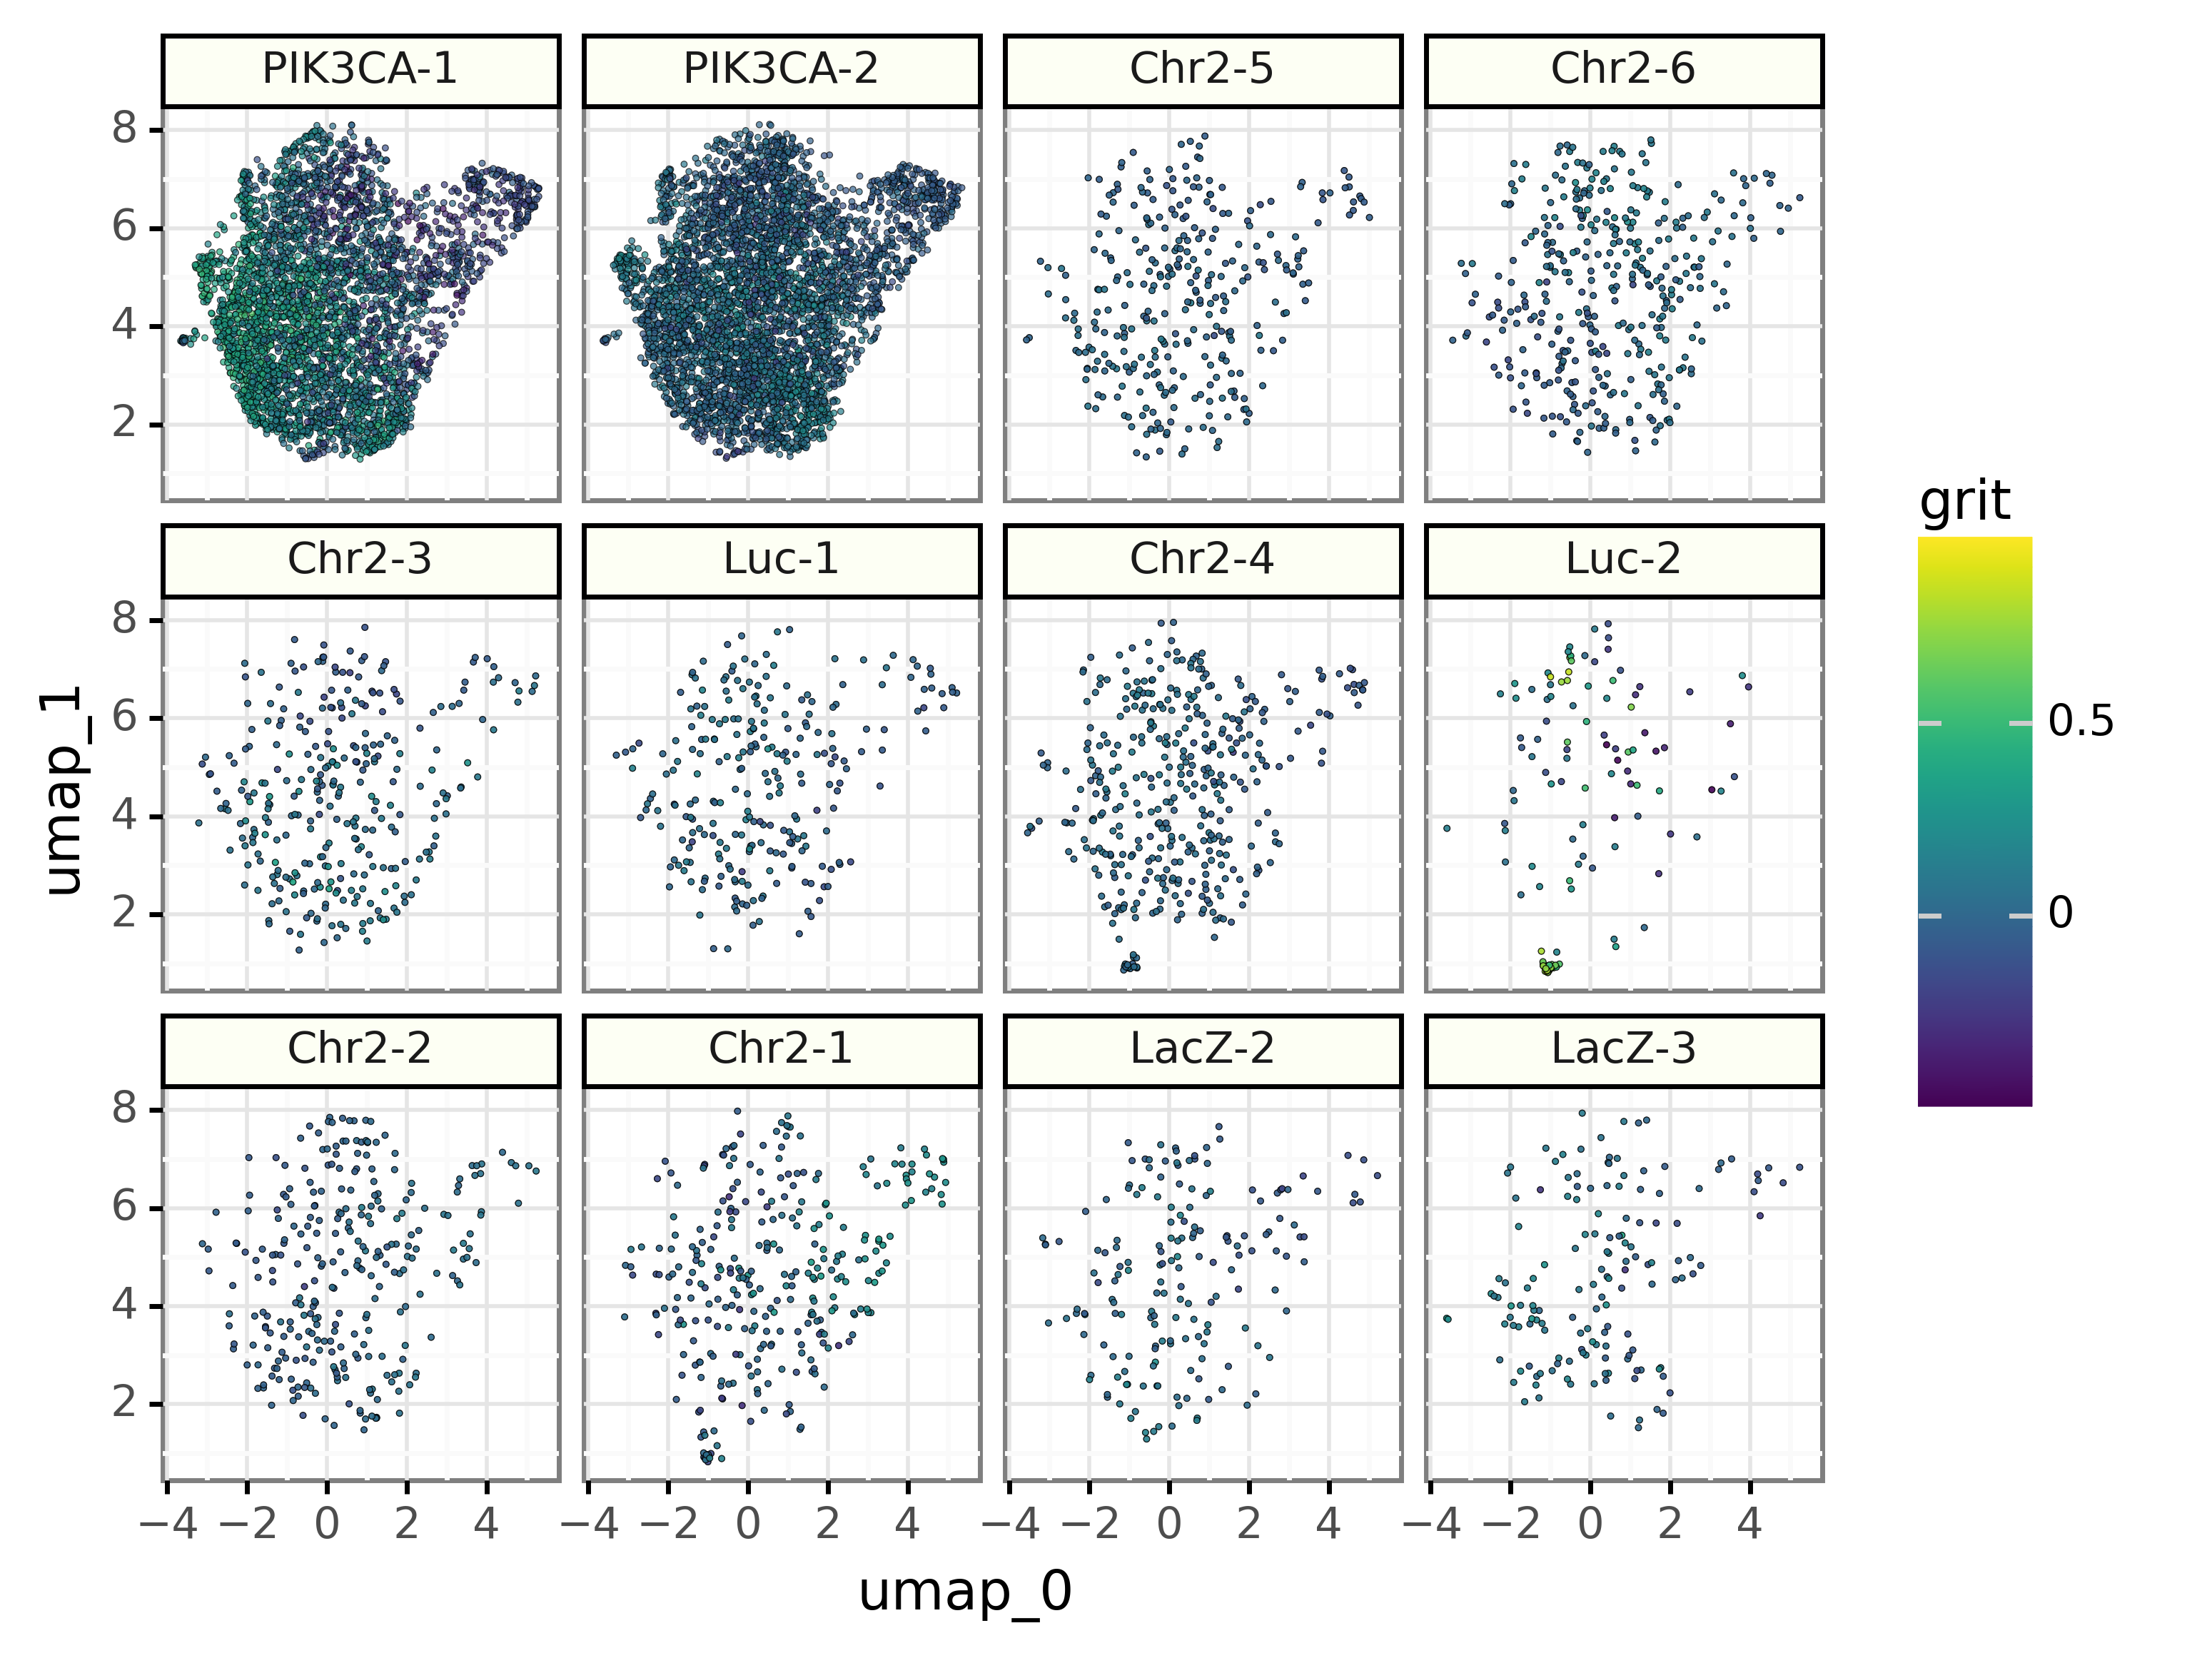 PIK3CA-1 PIK3CA-2 Chr2-5 Chr2-6
8
6
4
2
grit
0.5
0
Chr2-3 Luc-1 Chr2-4 Luc-2
8
6
4
2
umap_1
Chr2-2 Chr2-1 LacZ-2 LacZ-3
8
6
4
2
−4 −2 0 2 4 −4 −2 0 2 4 −4 −2 0 2 4 −4 −2 0 2 4
umap_0